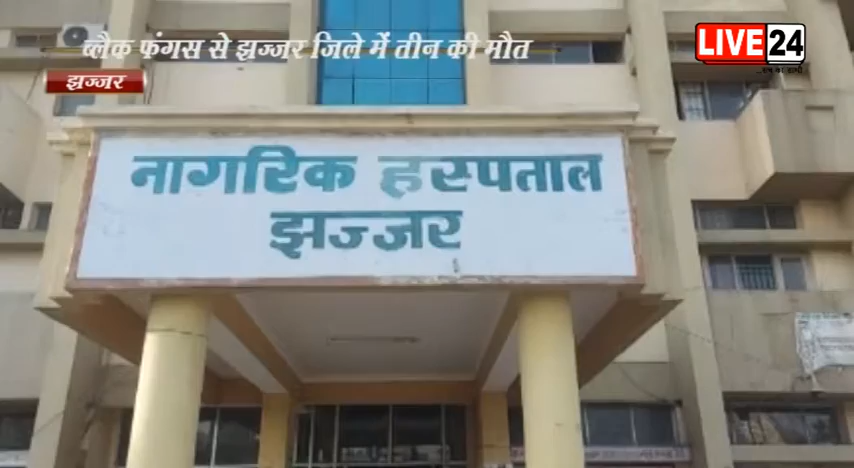 ब्लैक फंगस से झज्जर जिले में तीन की मौत
झज्जर
LIVE24
नागरिक हस्पताल
झज्जर